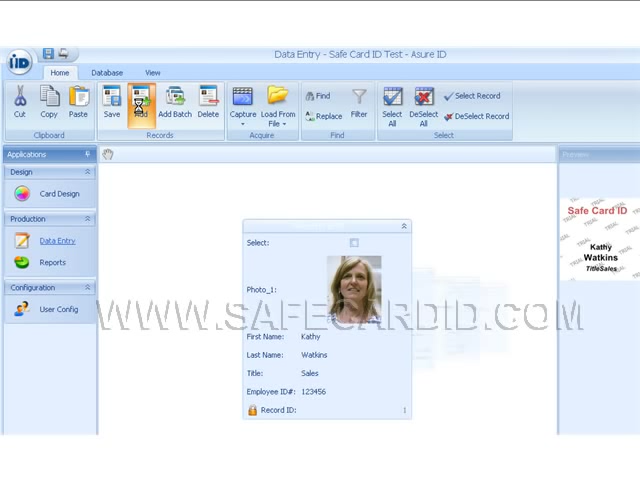 Data Entry - Safe Card ID Test - Asure ID
iID
Home Database View
Cut Copy Paste
Clipboard
Save Add Add Batch Delete
Records
Capture Load From File
Acquire
Find
Replace
Filter
Find
Select All
DeSelect All
Select Record
DeSelect Record
Select
Applications
Design
Card Design
Production
Data Entry
Reports
Configuration
User Config
Select:
Photo_1:
First Name: Kathy
Last Name: Watkins
Title: Sales
Employee ID#: 123456
Record ID: 1
Preview
Safe Card ID
Kathy
Watkins
TitleSales
TRIAL
WWW.SAFECARDID.COM